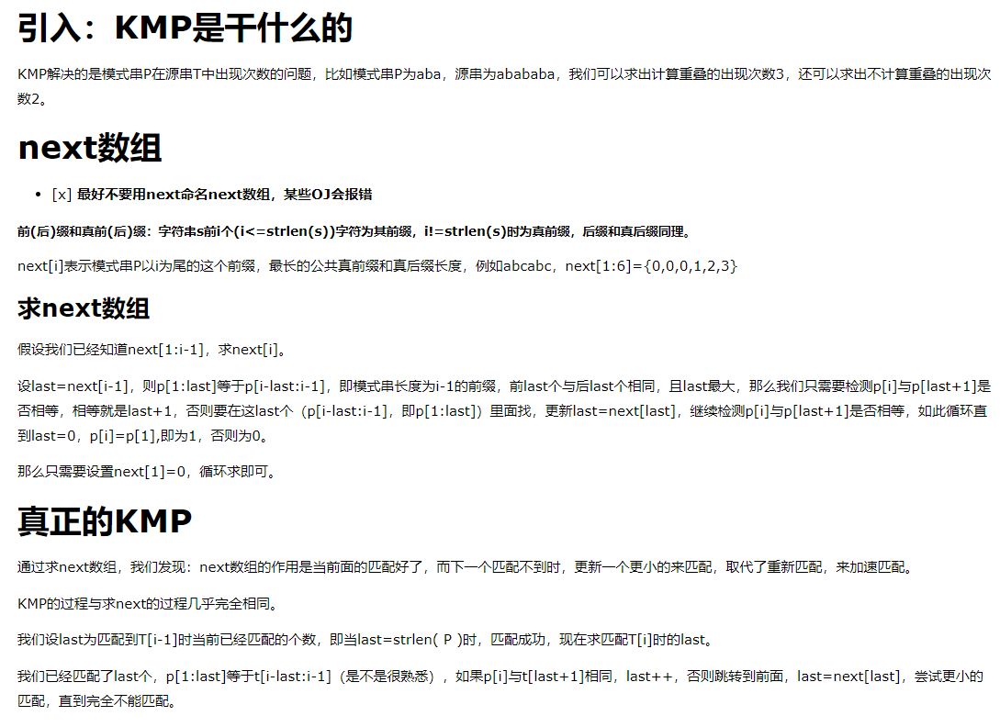 引入：KMP是干什么的
KMP解决的是模式串P在源串T中出现次数的问题，比如模式串P为aba，源串为abababa，我们可以求出计算重叠的出现次数3，还可以求出不计算重叠的出现次
数2。
next数组
• [x] 最好不要用next命名next数组，某些OJ会报错
前(后)缀和真前(后)缀：字符串s前i个(i<=strlen(s))字符为其前缀，i!=strlen(s)时为真前缀，后缀和真后缀同理。
next[i]表示模式串P以i为尾的这个前缀，最长的公共真前缀和真后缀长度，例如abcabc，next[1:6]={0,0,0,1,2,3}
求next数组
假设我们已经知道next[1:i-1]，求next[i]。
设last=next[i-1]，则p[1:last]等于p[i-last:i-1]，即模式串长度为i-1的前缀，前last个与后last个相同，且last最大，那么我们只需要检测p[i]与p[last+1]是
否相等，相等就是last+1，否则要在这last个（p[i-last:i-1]，即p[1:last]）里面找，更新last=next[last]，继续检测p[i]与p[last+1]是否相等，如此循环直
到last=0，p[i]=p[1],即为1，否则为0。
那么只需要设置next[1]=0，循环求即可。
真正的KMP
通过求next数组，我们发现：next数组的作用是当前面的匹配好了，而下一个匹配不到时，更新一个更小的来匹配，取代了重新匹配，来加速匹配。
KMP的过程与求next的过程几乎完全相同。
我们设last为匹配到T[i-1]时当前已经匹配的个数，即当last=strlen( P )时，匹配成功，现在求匹配T[i]时的last。
我们已经匹配了last个，p[1:last]等于t[i-last:i-1]（是不是很熟悉），如果p[i]与t[last+1]相同，last++，否则跳转到前面，last=next[last]，尝试更小的
匹配，直到完全不能匹配。